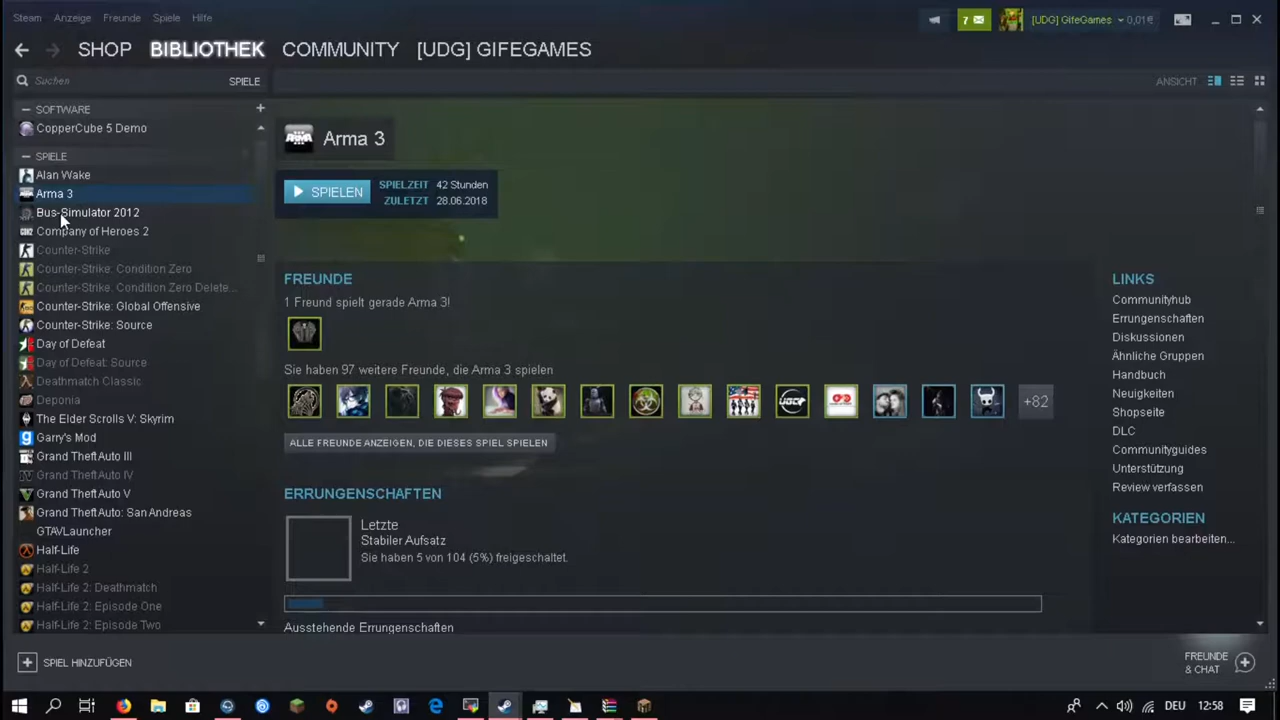 Steam Anzeige Freunde Spiele Hilfe
7 [UDG] GifeGames 0,01€
SHOP BIBLIOTHEK COMMUNITY [UDG] GIFEGAMES
Suchen SPIELE ANSICHT
SOFTWARE
CopperCube 5 Demo
SPIELE
Alan Wake
Arma 3
Bus-Simulator 2012
Company of Heroes 2
Counter-Strike
Counter-Strike: Condition Zero
Counter-Strike: Condition Zero Delete...
Counter-Strike: Global Offensive
Counter-Strike: Source
Day of Defeat
Day of Defeat: Source
Deathmatch Classic
Deponia
The Elder Scrolls V: Skyrim
Garry's Mod
Grand Theft Auto III
Grand Theft Auto IV
Grand Theft Auto V
Grand Theft Auto: San Andreas
GTAVLauncher
Half-Life
Half-Life 2
Half-Life 2: Deathmatch
Half-Life 2: Episode One
Half-Life 2: Episode Two
Arma 3
SPIELEN
SPIELZEIT 42 Stunden
ZULETZT 28.06.2018
FREUNDE
1 Freund spielt gerade Arma 3!
Sie haben 97 weitere Freunde, die Arma 3 spielen
+82
ALLE FREUNDE ANZEIGEN, DIE DIESES SPIEL SPIELEN
ERRUNGENSCHAFTEN
Letzte
Stabiler Aufsatz
Sie haben 5 von 104 (5%) freigeschaltet.
Ausstehende Errungenschaften
LINKS
Communityhub
Errungenschaften
Diskussionen
Ähnliche Gruppen
Handbuch
Neuigkeiten
Shopseite
DLC
Communityguides
Unterstützung
Review verfassen
KATEGORIEN
Kategorien bearbeiten...
SPIEL HINZUFÜGEN
FREUNDE
& CHAT
DEU 12:58